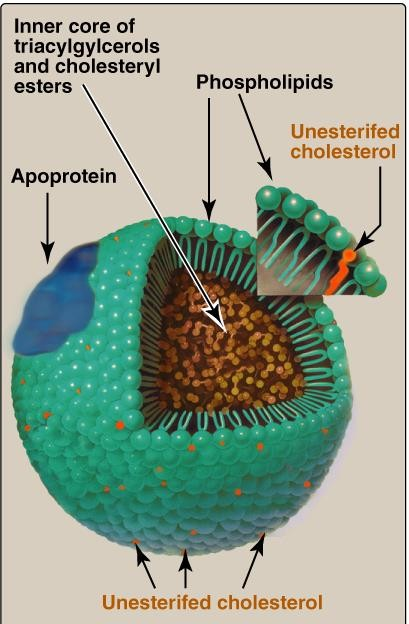 Inner core of
triacylgylcerols
and cholesteryl
esters
Phospholipids
Unesterifed
cholesterol
Apoprotein
Unesterifed cholesterol